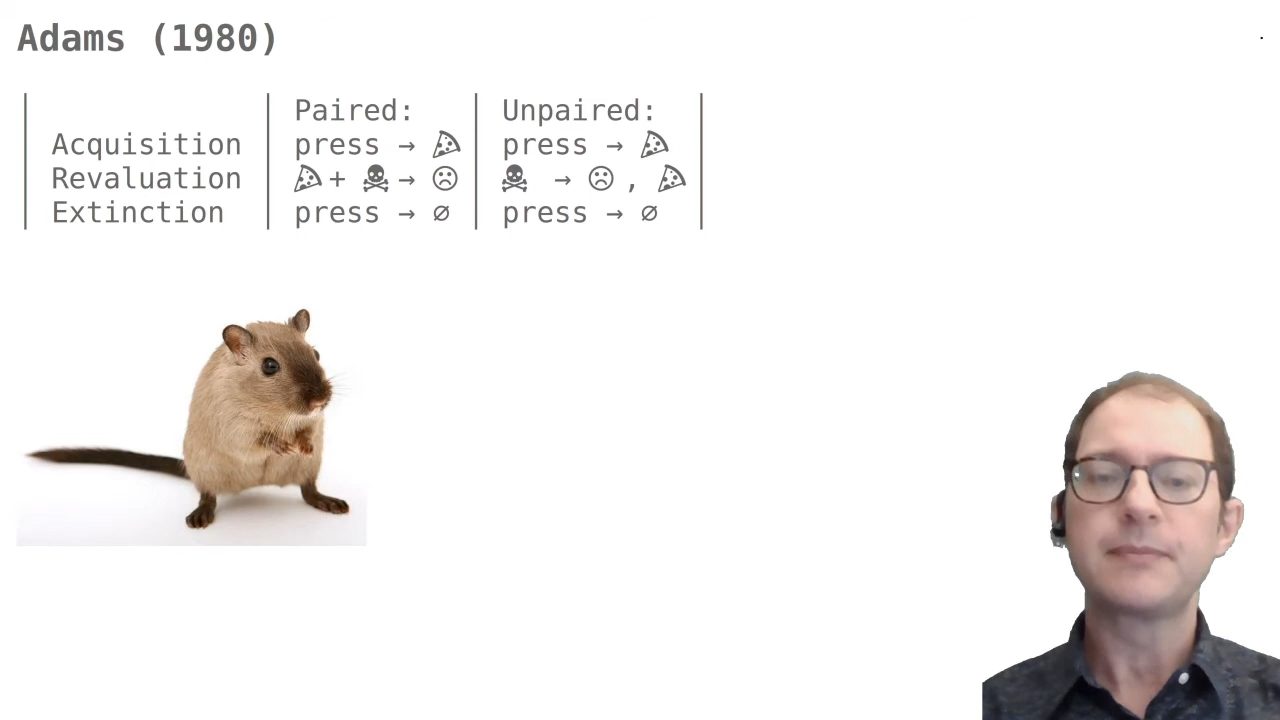 Adams (1980)
Paired: Unpaired:
Acquisition press → 🍕 press → 🍕
Revaluation 🍕+ ☠→ ☹ ☠ → ☹ , 🍕
Extinction press → ∅ press → ∅